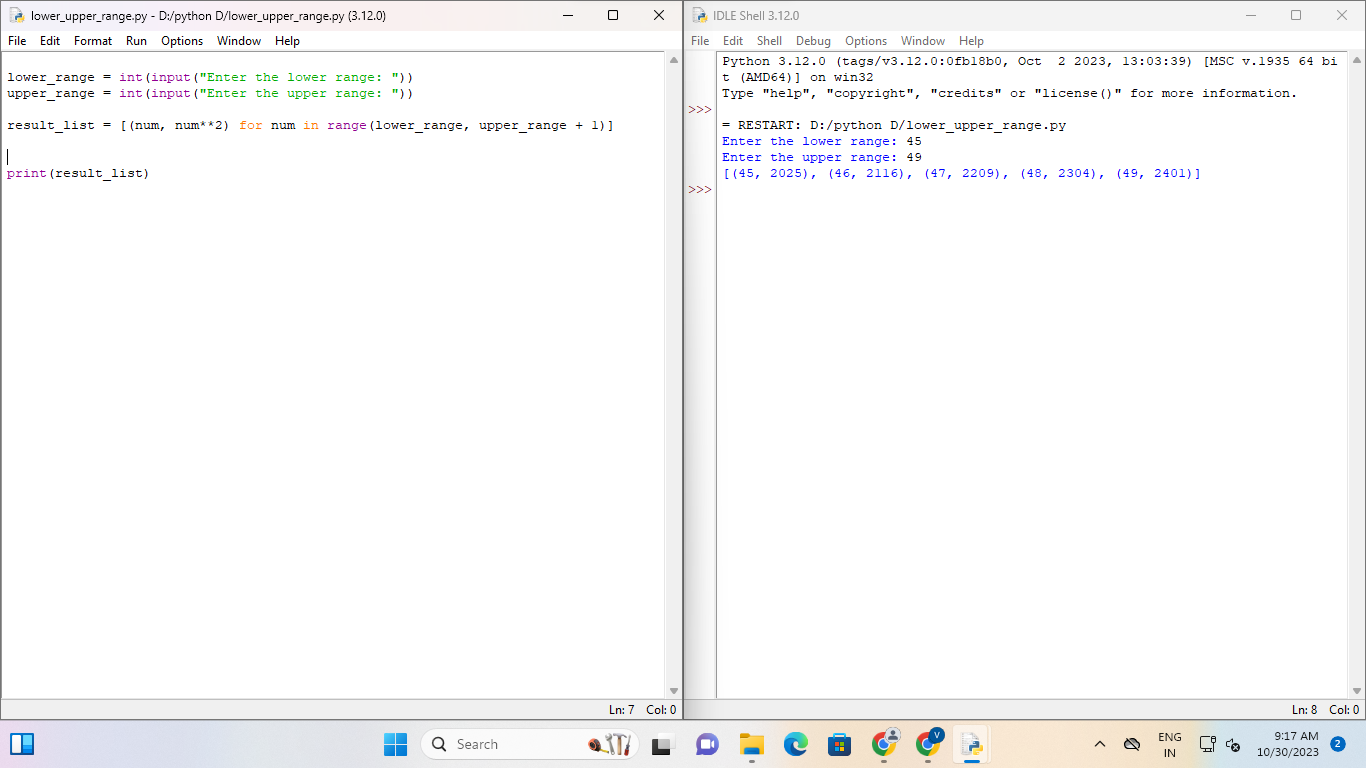 lower_upper_range.py - D:/python D/lower_upper_range.py (3.12.0)
File Edit Format Run Options Window Help
lower_range = int(input("Enter the lower range: "))
upper_range = int(input("Enter the upper range: "))
result_list = [(num, num**2) for num in range(lower_range, upper_range + 1)]
print(result_list)
Ln: 7 Col: 0
IDLE Shell 3.12.0
File Edit Shell Debug Options Window Help
Python 3.12.0 (tags/v3.12.0:0fb18b0, Oct  2 2023, 13:03:39) [MSC v.1935 64 bi
t (AMD64)] on win32
Type "help", "copyright", "credits" or "license()" for more information.
>>>
= RESTART: D:/python D/lower_upper_range.py
Enter the lower range: 45
Enter the upper range: 49
[(45, 2025), (46, 2116), (47, 2209), (48, 2304), (49, 2401)]
>>>
Ln: 8 Col: 0
Search
V
ENG
IN
9:17 AM
10/30/2023
2